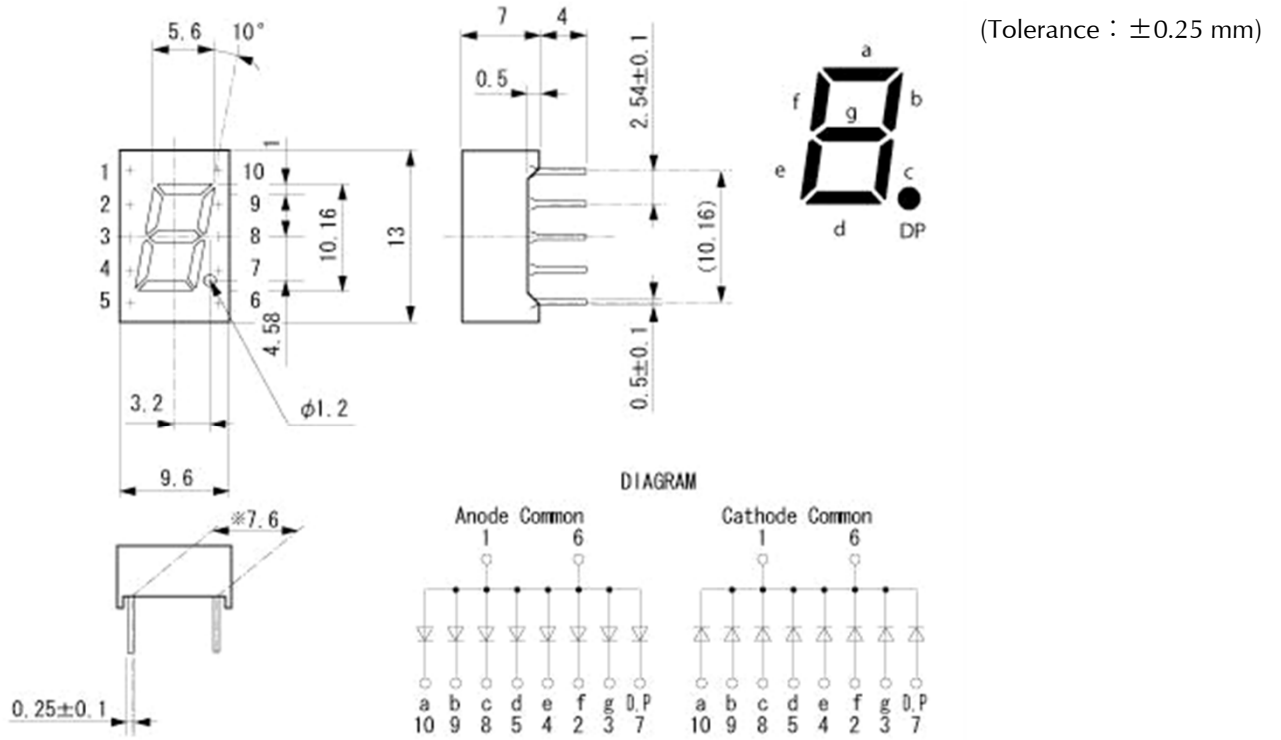 (Tolerance：±0.25 mm)
5.6
10°
7
4
0.5
2.54±0.1
a
f
b
g
e
c
d
DP
1
1
10
2
9
3
8
4
7
5
6
10.16
13
(10.16)
4.58
0.5±0.1
3.2
φ1.2
9.6
※7.6
0.25±0.1
DIAGRAM
Anode Common
1 6
a b c d e f g D.P
10 9 8 5 4 2 3 7
Cathode Common
1 6
a b c d e f g D.P
10 9 8 5 4 2 3 7